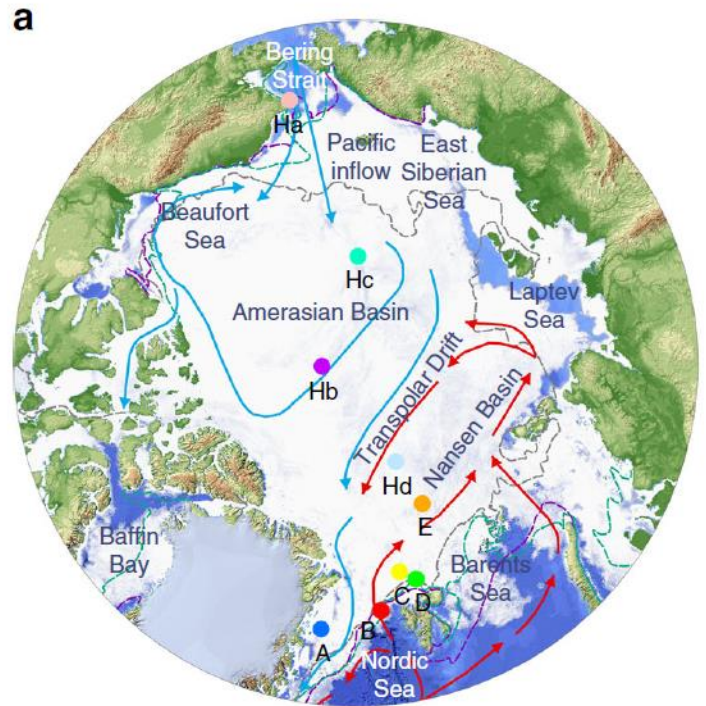 a
Bering
Strait
Ha
Pacific
inflow
East
Siberian
Sea
Beaufort
Sea
Hc
Amerasian Basin
Laptev
Sea
Hb
Transpolar Drift
Nansen Basin
Hd
E
Baffin
Bay
Barents
Sea
C
D
B
A
Nordic
Sea